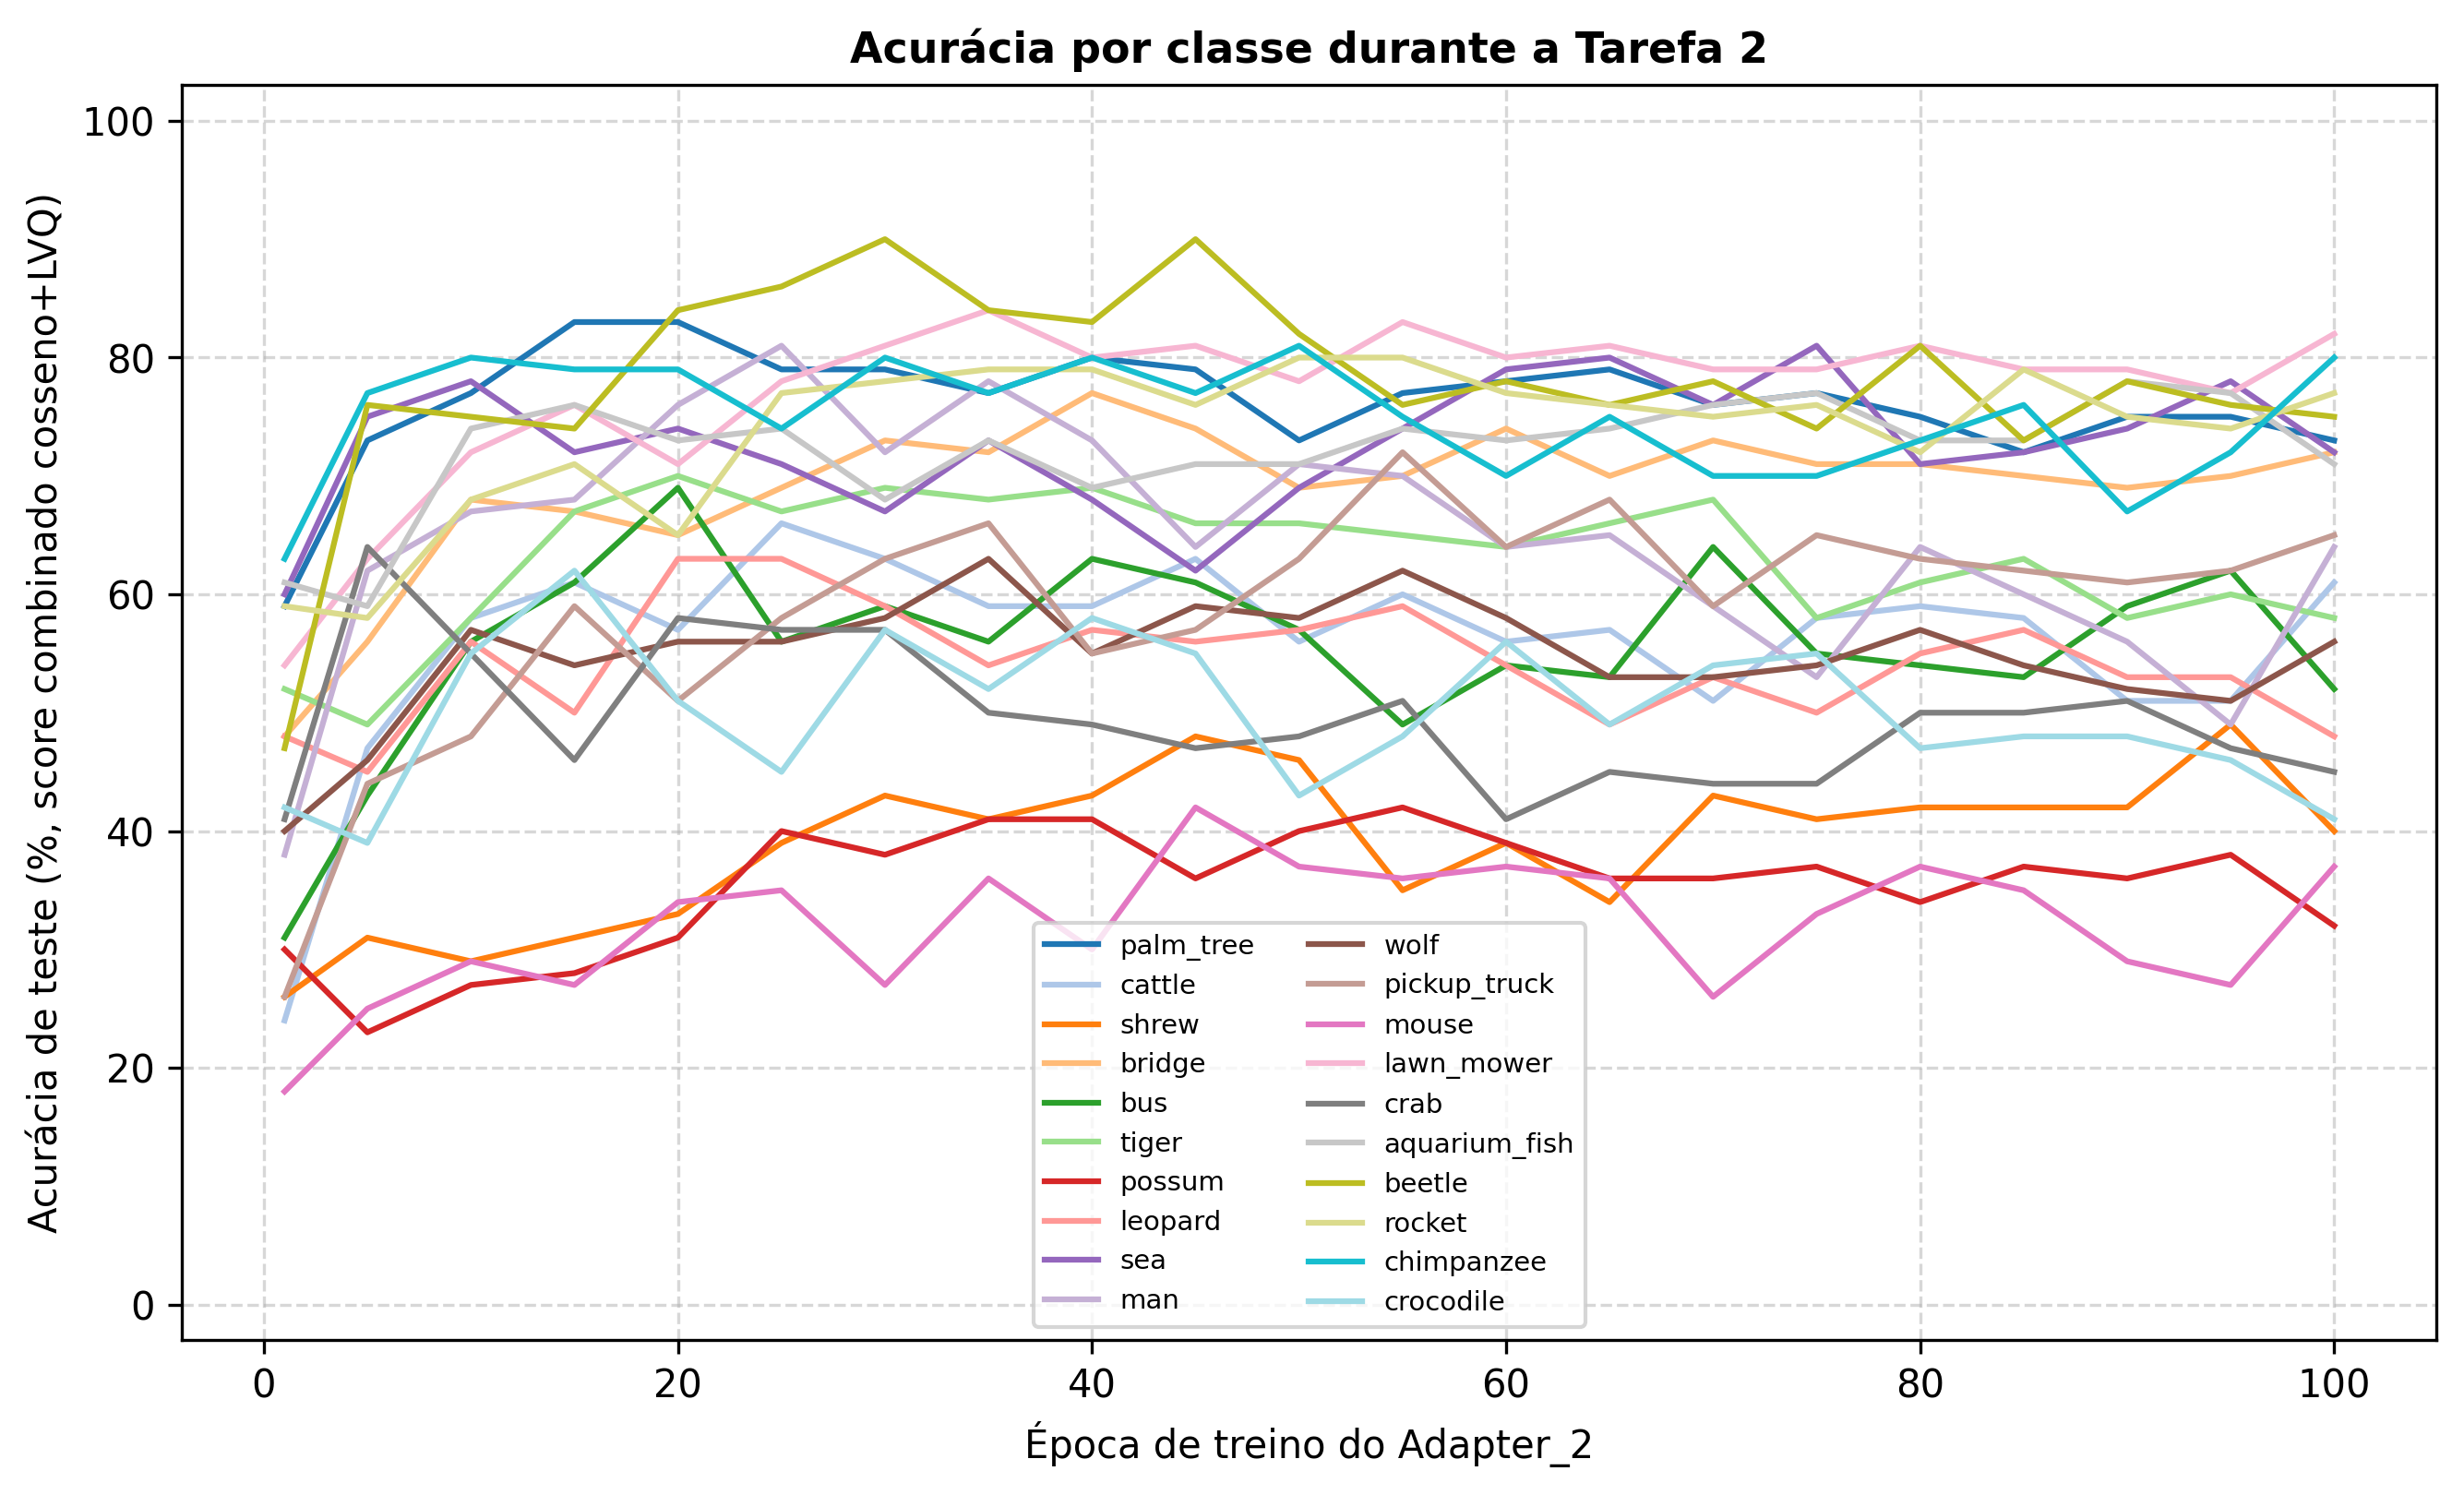 Acurácia por classe durante a Tarefa 2
Acurácia de teste (%, score combinado cosseno+LVQ)
100
80
60
40
20
0
palm_tree
cattle
shrew
bridge
bus
tiger
possum
leopard
sea
man
wolf
pickup_truck
mouse
lawn_mower
crab
aquarium_fish
beetle
rocket
chimpanzee
crocodile
0 20 40 60 80 100
Época de treino do Adapter_2